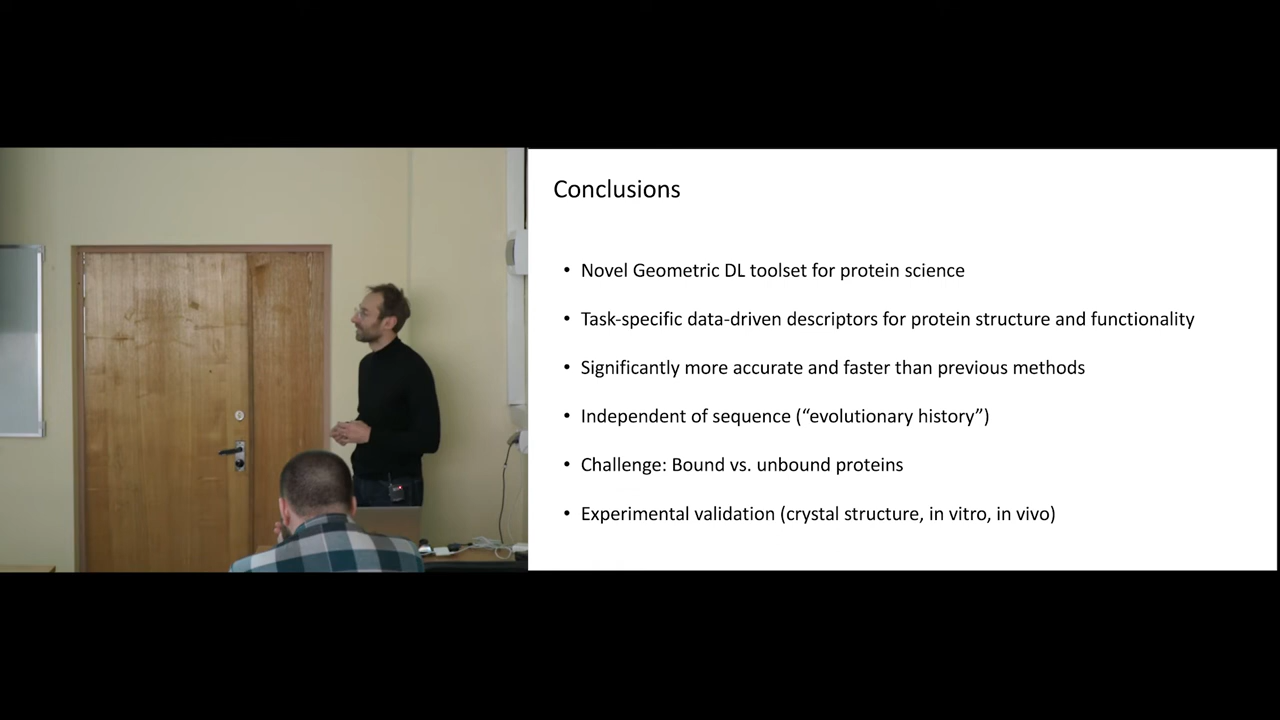 Conclusions
• Novel Geometric DL toolset for protein science
• Task-specific data-driven descriptors for protein structure and functionality
• Significantly more accurate and faster than previous methods
• Independent of sequence (“evolutionary history”)
• Challenge: Bound vs. unbound proteins
• Experimental validation (crystal structure, in vitro, in vivo)